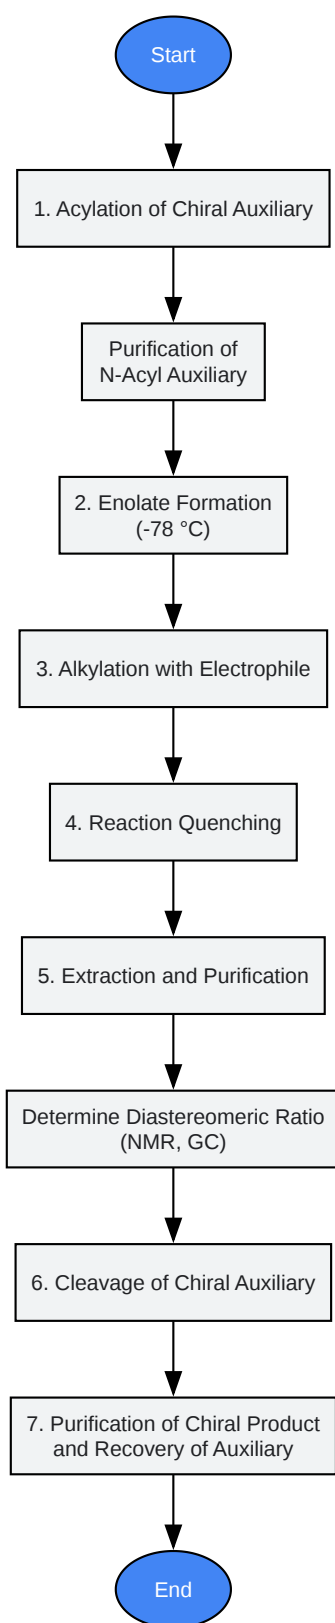 Start
1. Acylation of Chiral Auxiliary
Purification of
N-Acyl Auxiliary
2. Enolate Formation
(-78 °C)
3. Alkylation with Electrophile
4. Reaction Quenching
5. Extraction and Purification
Determine Diastereomeric Ratio
(NMR, GC)
6. Cleavage of Chiral Auxiliary
7. Purification of Chiral Product
and Recovery of Auxiliary
End